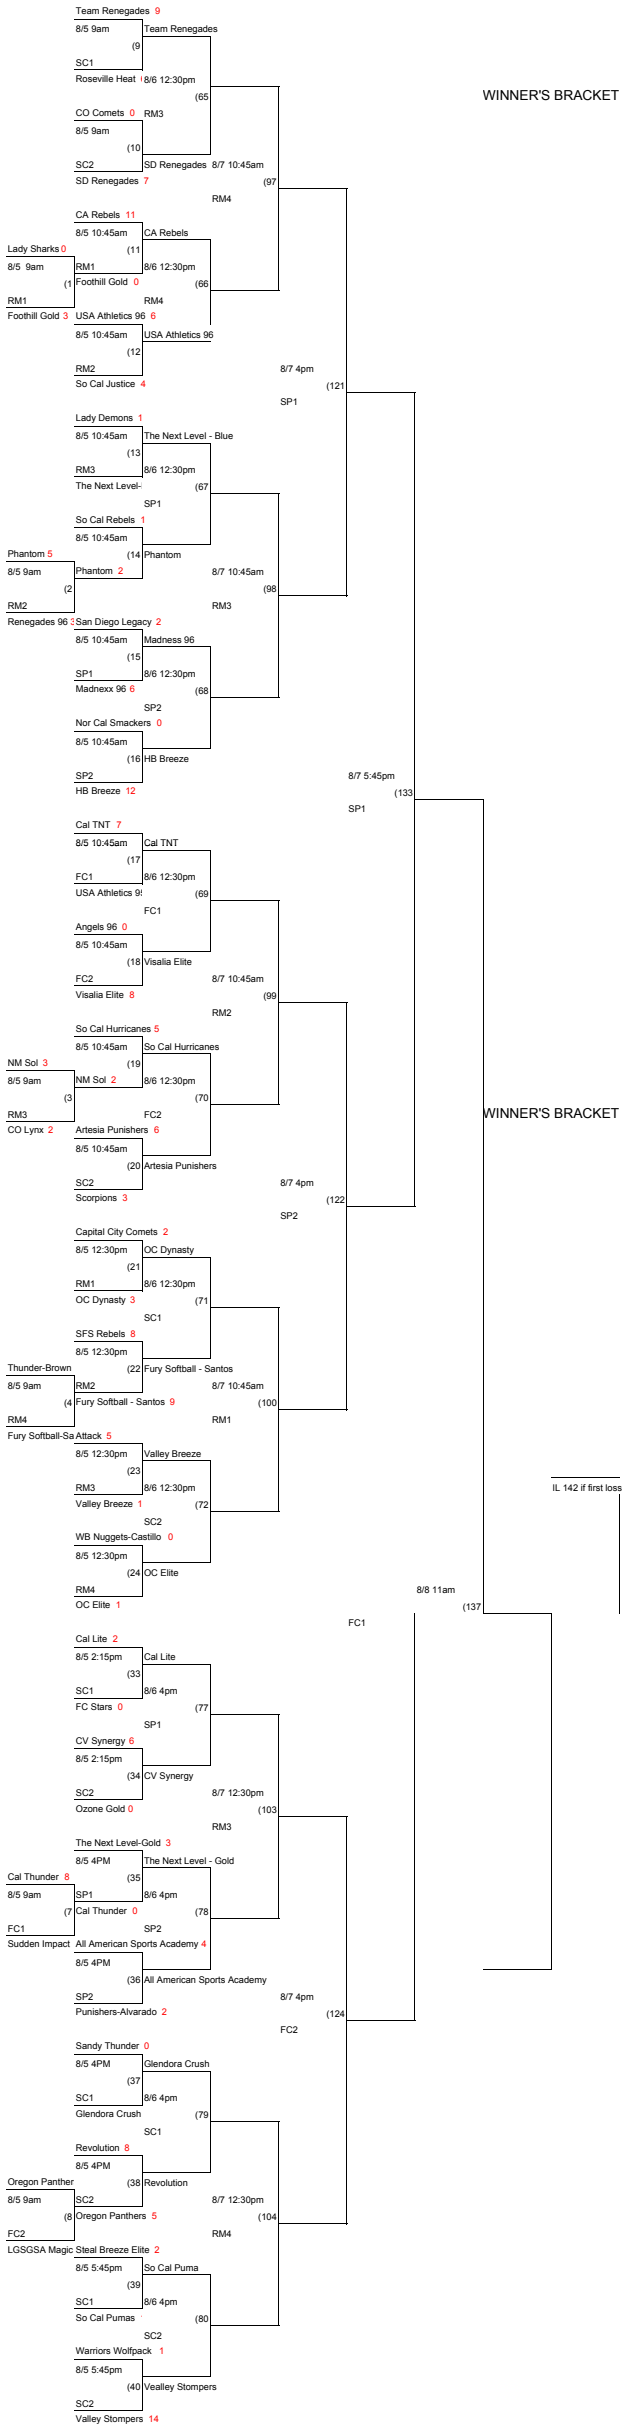 Team Renegades 9
8/5 9am Team Renegades
(9
SC1
Roseville Heat ( 8/6 12:30pm
(65
WINNER'S BRACKET
CO Comets 0 RM3
8/5 9am
(10
SC2 SD Renegades 8/7 10:45am
SD Renegades 7 (97
RM4
CA Rebels 11
8/5 10:45am CA Rebels
Lady Sharks 0 (11
8/5 9am RM1 8/6 12:30pm
(1 Foothill Gold 0 (66
RM1 RM4
Foothill Gold 3 USA Athletics 96 6
8/5 10:45am USA Athletics 96
(12
RM2 8/7 4pm
So Cal Justice 4 (121
SP1
Lady Demons 1
8/5 10:45am The Next Level - Blue
(13
RM3 8/6 12:30pm
The Next Level- (67
SP1
So Cal Rebels 1
8/5 10:45am
Phantom 5 (14 Phantom
8/5 9am Phantom 2 8/7 10:45am
(2 (98
RM2 RM3
Renegades 96 3 San Diego Legacy 2
8/5 10:45am Madness 96
(15
SP1 8/6 12:30pm
Madnexx 96 6 (68
SP2
Nor Cal Smackers 0
8/5 10:45am
(16 HB Breeze
SP2 8/7 5:45pm
HB Breeze 12 (133
SP1
Cal TNT 7
8/5 10:45am Cal TNT
(17
FC1 8/6 12:30pm
USA Athletics 95 (69
FC1
Angels 96 0
8/5 10:45am
(18 Visalia Elite
FC2 8/7 10:45am
Visalia Elite 8 (99
RM2
So Cal Hurricanes 5
8/5 10:45am So Cal Hurricanes
NM Sol 3 (19
8/5 9am NM Sol 2 8/6 12:30pm
(3 (70
RM3 FC2
WINNER'S BRACKET
CO Lynx 2 Artesia Punishers 6
8/5 10:45am
(20 Artesia Punishers
SC2 8/7 4pm
Scorpions 3 (122
SP2
Capital City Comets 2
8/5 12:30pm OC Dynasty
(21
RM1 8/6 12:30pm
OC Dynasty 3 (71
SC1
SFS Rebels 8
8/5 12:30pm
Thunder-Brown (22 Fury Softball - Santos
8/5 9am RM2 8/7 10:45am
(4 Fury Softball - Santos 9 (100
RM4 RM1
Fury Softball-Sa Attack 5
8/5 12:30pm Valley Breeze
(23
RM3 8/6 12:30pm
IL 142 if first loss
Valley Breeze 1 (72
SC2
WB Nuggets-Castillo 0
8/5 12:30pm
(24 OC Elite
RM4 8/8 11am
OC Elite 1 (137
FC1
Cal Lite 2
8/5 2:15pm Cal Lite
(33
SC1 8/6 4pm
FC Stars 0 (77
SP1
CV Synergy 6
8/5 2:15pm
(34 CV Synergy
SC2 8/7 12:30pm
Ozone Gold 0 (103
RM3
The Next Level-Gold 3
8/5 4PM The Next Level - Gold
Cal Thunder 8 (35
8/5 9am SP1 8/6 4pm
(7 Cal Thunder 0 (78
FC1 SP2
Sudden Impact All American Sports Academy 4
8/5 4PM
(36 All American Sports Academy
SP2 8/7 4pm
Punishers-Alvarado 2 (124
FC2
Sandy Thunder 0
8/5 4PM Glendora Crush
(37
SC1 8/6 4pm
Glendora Crush (79
SC1
Revolution 8
8/5 4PM
Oregon Panther (38 Revolution
8/5 9am SC2 8/7 12:30pm
(8 Oregon Panthers 5 (104
FC2 RM4
LGSGSA Magic Steal Breeze Elite 2
8/5 5:45pm So Cal Puma
(39
SC1 8/6 4pm
So Cal Pumas (80
SC2
Warriors Wolfpack 1
8/5 5:45pm
(40 Vealley Stompers
SC2
Valley Stompers 14